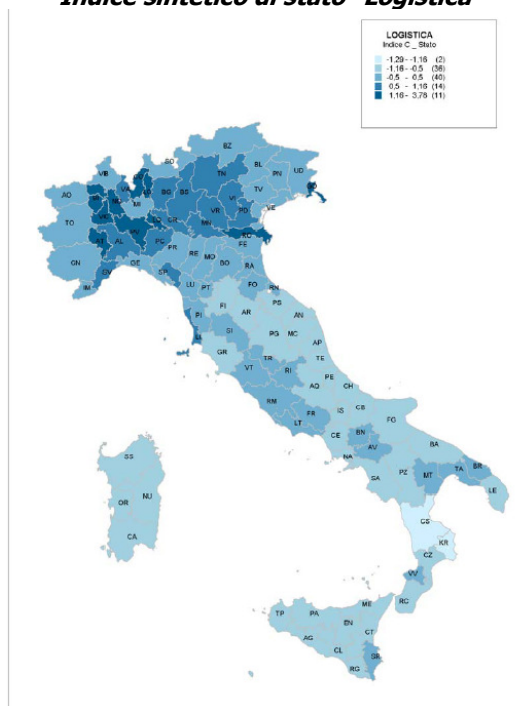 Indice sintetico di stato "Logistica"
LOGISTICA
Indice C _ Stato
-1,29 - -1,16 (2)
-1,16 - -0,5 (36)
-0,5 - 0,5 (40)
0,5 - 1,16 (14)
1,16 - 3,78 (11)
BZ
SO
VB
BL
UD
TN
PN
AO
VA
BG
BS
TV
VI
MI
TO
VR
PD
VE
CR
MN
AT
AL
PC
RO
PR
FE
CN
GE
RE
MO
BO
RA
SP
IM
LU
PT
FO
RN
FI
PS
PI
AR
AN
SI
PG
MC
GR
AP
TR
TE
VT
RI
PE
AQ
CH
RM
IS
CB
LT
FR
FG
CE
BN
BA
NA
AV
SA
PZ
MT
TA
BR
LE
SS
NU
OR
CA
CS
KR
CZ
VV
RC
ME
TP
PA
EN
CT
AG
CL
SR
RG